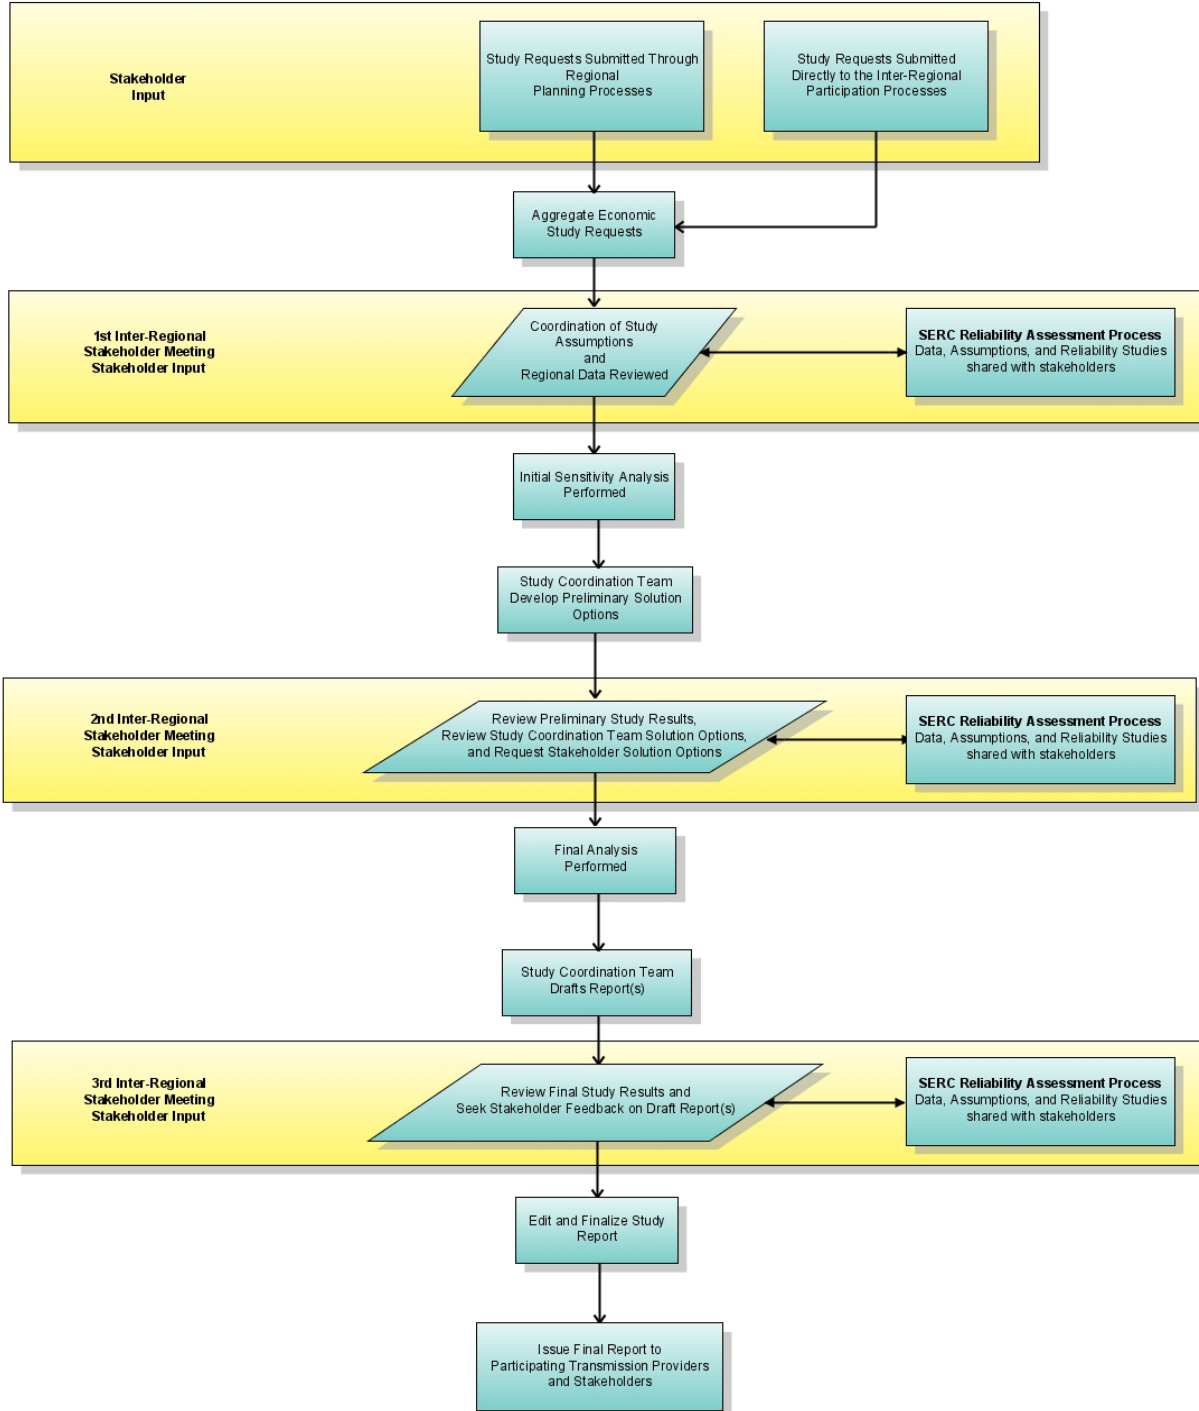 Stakeholder
Input
Study Requests Submitted Through
Regional
Planning Processes
Study Requests Submitted
Directly to the Inter-Regional
Participation Processes
Aggregate Economic
Study Requests
1st Inter-Regional
Stakeholder Meeting
Stakeholder Input
Coordination of Study
Assumptions
and
Regional Data Reviewed
SERC Reliability Assessment Process
Data, Assumptions, and Reliability Studies
shared with stakeholders
Initial Sensitivity Analysis
Performed
Study Coordination Team
Develop Preliminary Solution
Options
2nd Inter-Regional
Stakeholder Meeting
Stakeholder Input
Review Preliminary Study Results,
Review Study Coordination Team Solution Options,
and Request Stakeholder Solution Options
SERC Reliability Assessment Process
Data, Assumptions, and Reliability Studies
shared with stakeholders
Final Analysis
Performed
Study Coordination Team
Drafts Report(s)
3rd Inter-Regional
Stakeholder Meeting
Stakeholder Input
Review Final Study Results and
Seek Stakeholder Feedback on Draft Report(s)
SERC Reliability Assessment Process
Data, Assumptions, and Reliability Studies
shared with stakeholders
Edit and Finalize Study
Report
Issue Final Report to
Participating Transmission Providers
and Stakeholders